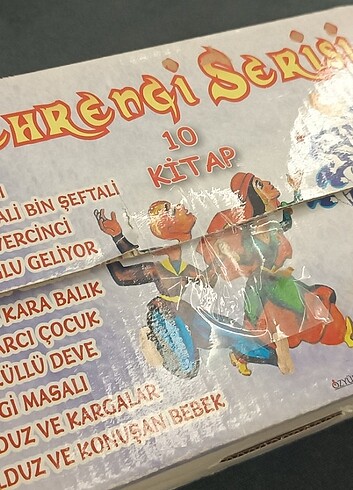 EHRENGİ SERİSİ
10
KİTAP
ALİ BİN ŞEFTALİ
VERCİNCİ
LU GELİYOR
KARA BALIK
ARCI ÇOCUK
ÜLLÜ DEVE
Gİ MASALI
DUZ VE KARGALAR
LDUZ VE KONUŞAN BEBEK